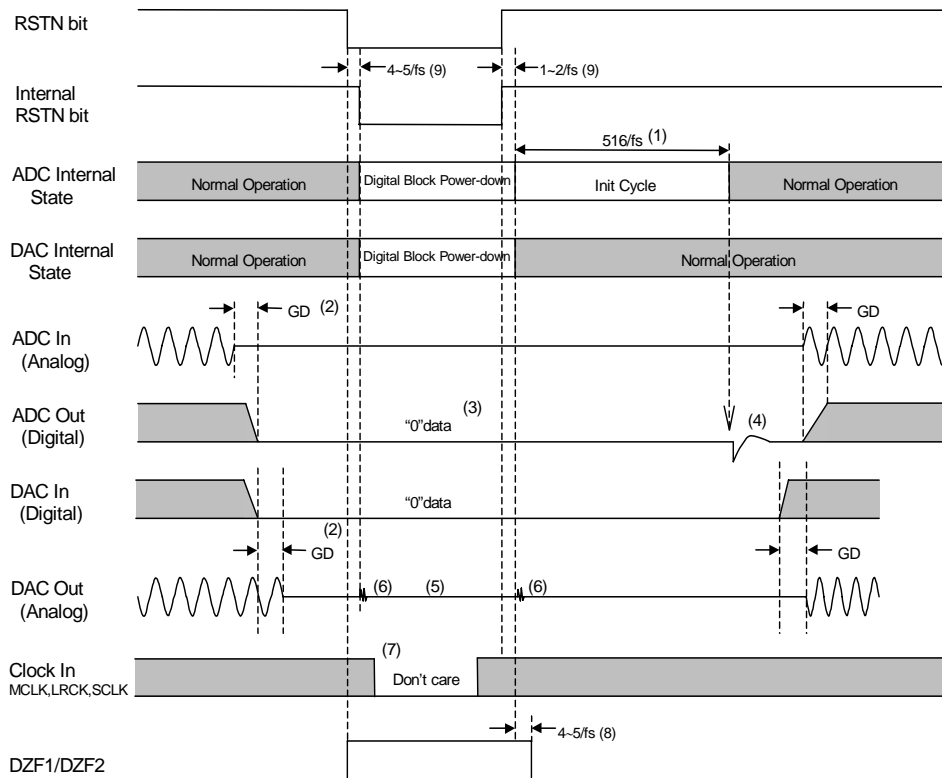 RSTN bit
4~5/fs (9)
1~2/fs (9)
Internal
RSTN bit
516/fs (1)
ADC Internal
State
Normal Operation
Digital Block Power-down
Init Cycle
Normal Operation
DAC Internal
State
Normal Operation
Digital Block Power-down
Normal Operation
GD (2)
GD
ADC In
(Analog)
ADC Out
(Digital)
“0”data
(3)
(4)
DAC In
(Digital)
“0”data
(2)
GD
GD
DAC Out
(Analog)
(6)
(5)
(6)
Clock In
MCLK,LRCK,SCLK
(7)
Don't care
4~5/fs (8)
DZF1/DZF2